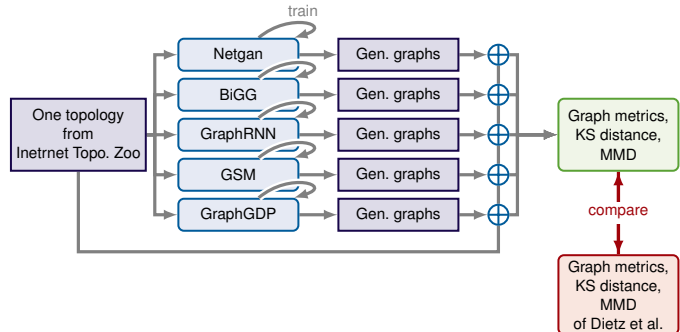 train
Netgan
Gen. graphs
BiGG
Gen. graphs
One topology
from
Inetrnet Topo. Zoo
GraphRNN
Gen. graphs
Graph metrics,
KS distance,
MMD
GSM
Gen. graphs
GraphGDP
Gen. graphs
compare
Graph metrics,
KS distance,
MMD
of Dietz et al.